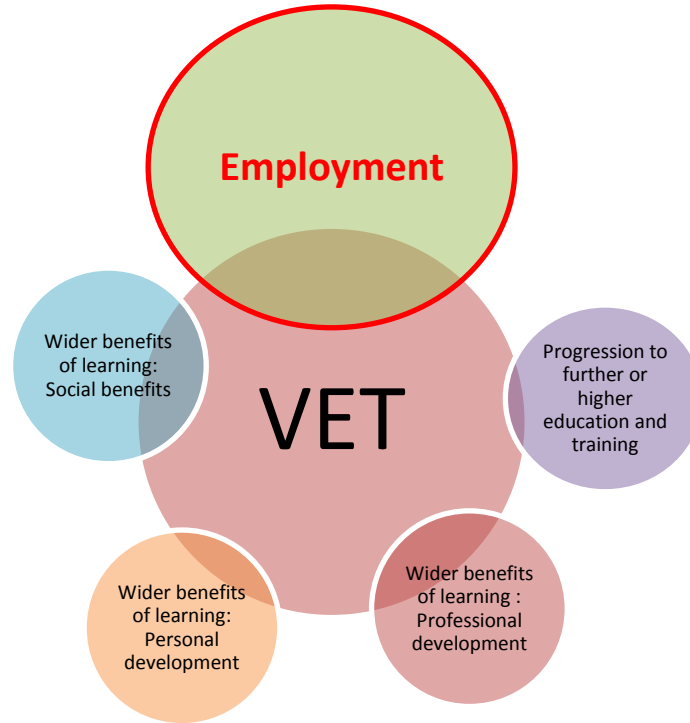 Employment
Wider benefits
of learning:
Social benefits
VET
Progression to
further or
higher
education and
training
Wider benefits
of learning:
Personal
development
Wider benefits
of learning :
Professional
development